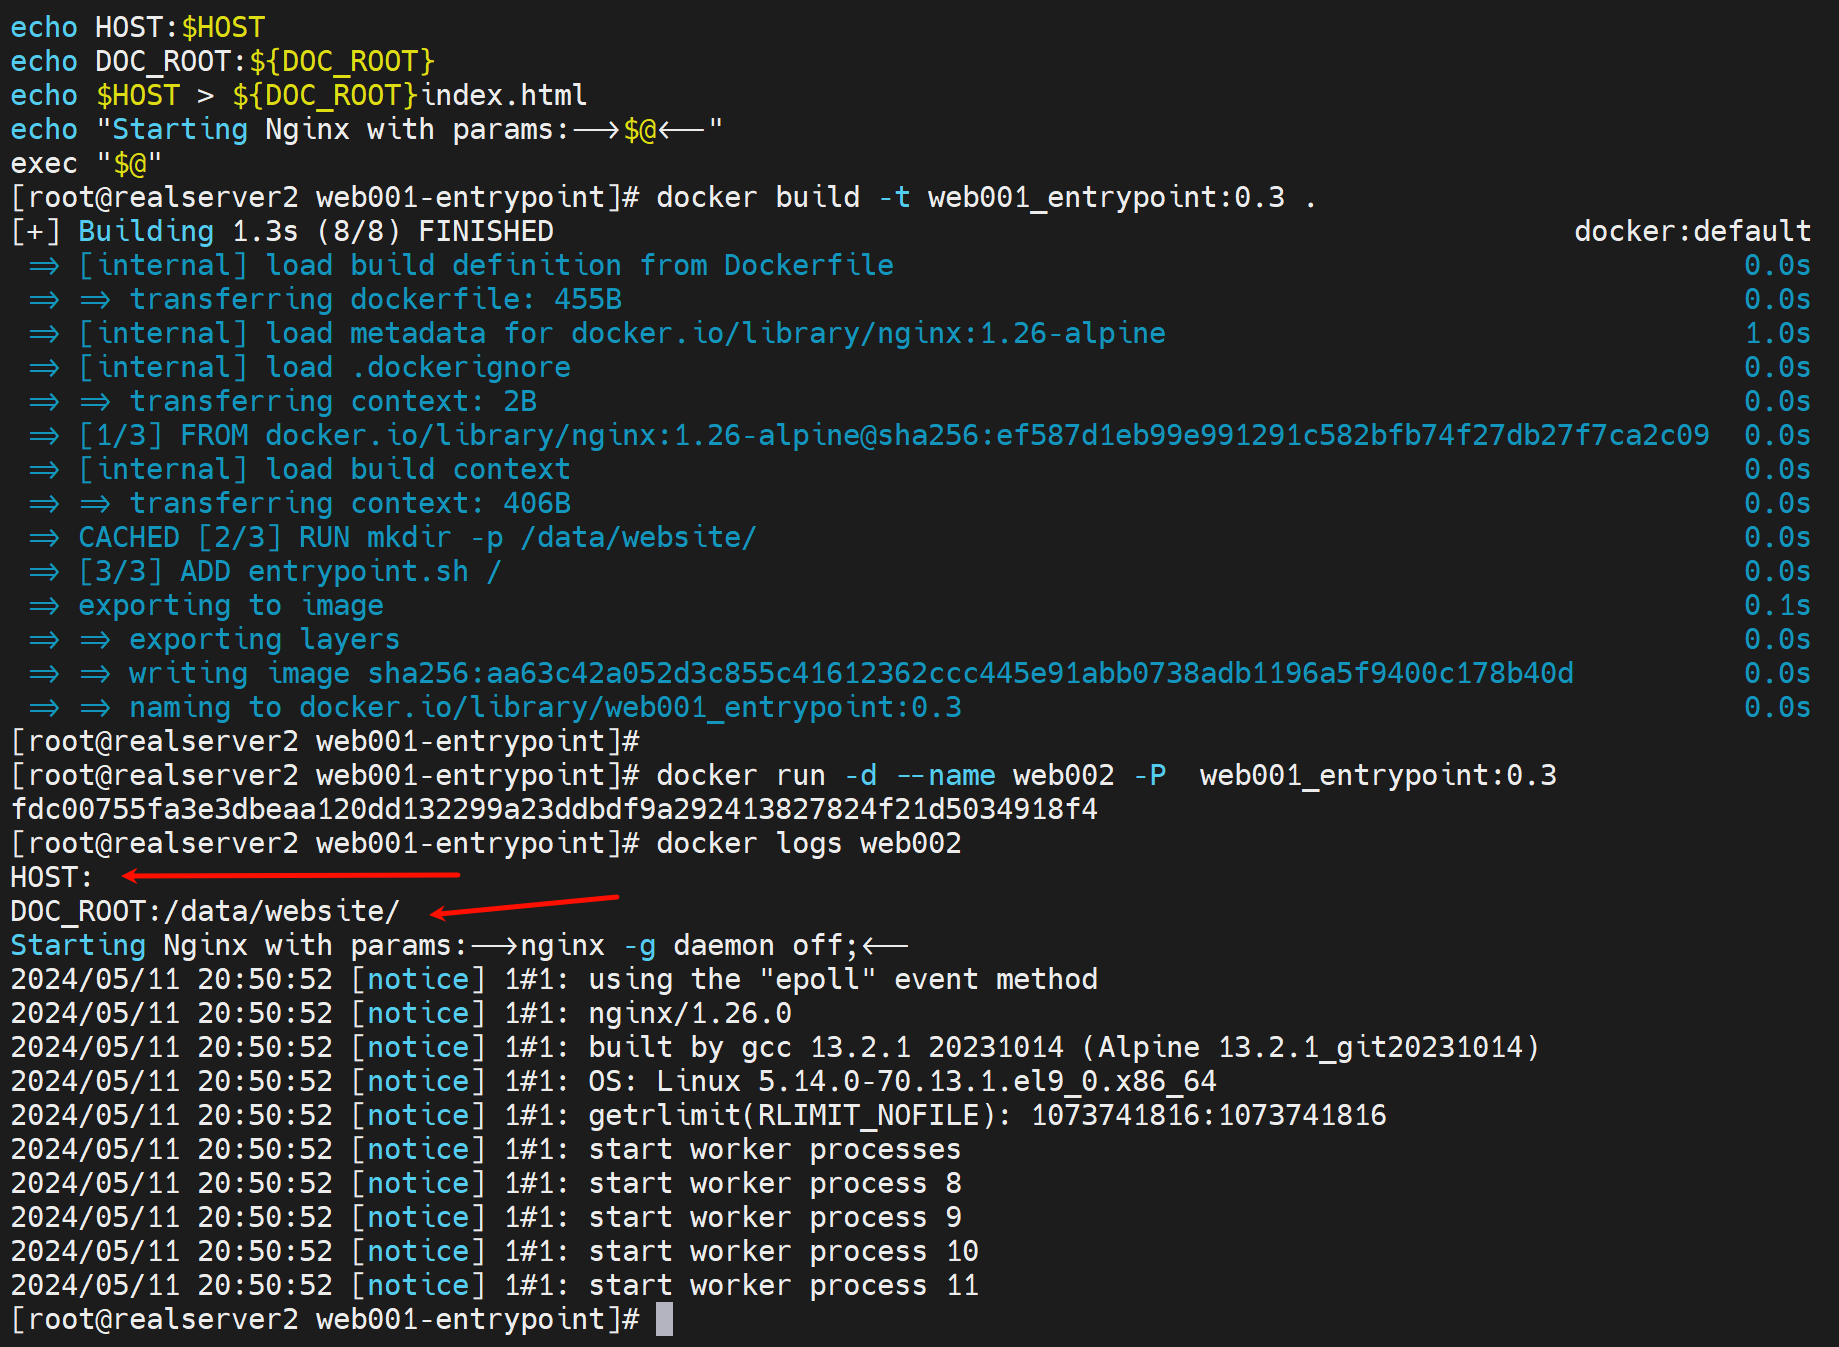 echo HOST:$HOST
echo DOC_ROOT:${DOC_ROOT}
echo $HOST > ${DOC_ROOT}index.html
echo "Starting Nginx with params:-->$@<--"
exec "$@"
[root@realserver2 web001-entrypoint]# docker build -t web001_entrypoint:0.3 .
[+] Building 1.3s (8/8) FINISHED docker:default
=> [internal] load build definition from Dockerfile 0.0s
=> => transferring dockerfile: 455B 0.0s
=> [internal] load metadata for docker.io/library/nginx:1.26-alpine 1.0s
=> [internal] load .dockerignore 0.0s
=> => transferring context: 2B 0.0s
=> [1/3] FROM docker.io/library/nginx:1.26-alpine@sha256:ef587d1eb99e991291c582bfb74f27db27f7ca2c09 0.0s
=> [internal] load build context 0.0s
=> => transferring context: 406B 0.0s
=> CACHED [2/3] RUN mkdir -p /data/website/ 0.0s
=> [3/3] ADD entrypoint.sh / 0.0s
=> exporting to image 0.1s
=> => exporting layers 0.0s
=> => writing image sha256:aa63c42a052d3c855c41612362ccc445e91abb0738adb1196a5f9400c178b40d 0.0s
=> => naming to docker.io/library/web001_entrypoint:0.3 0.0s
[root@realserver2 web001-entrypoint]#
[root@realserver2 web001-entrypoint]# docker run -d --name web002 -P  web001_entrypoint:0.3
fdc00755fa3e3dbeaa120dd132299a23ddbdf9a292413827824f21d5034918f4
[root@realserver2 web001-entrypoint]# docker logs web002
HOST:
DOC_ROOT:/data/website/
Starting Nginx with params:-->nginx -g daemon off;<--
2024/05/11 20:50:52 [notice] 1#1: using the "epoll" event method
2024/05/11 20:50:52 [notice] 1#1: nginx/1.26.0
2024/05/11 20:50:52 [notice] 1#1: built by gcc 13.2.1 20231014 (Alpine 13.2.1_git20231014)
2024/05/11 20:50:52 [notice] 1#1: OS: Linux 5.14.0-70.13.1.el9_0.x86_64
2024/05/11 20:50:52 [notice] 1#1: getrlimit(RLIMIT_NOFILE): 1073741816:1073741816
2024/05/11 20:50:52 [notice] 1#1: start worker processes
2024/05/11 20:50:52 [notice] 1#1: start worker process 8
2024/05/11 20:50:52 [notice] 1#1: start worker process 9
2024/05/11 20:50:52 [notice] 1#1: start worker process 10
2024/05/11 20:50:52 [notice] 1#1: start worker process 11
[root@realserver2 web001-entrypoint]#